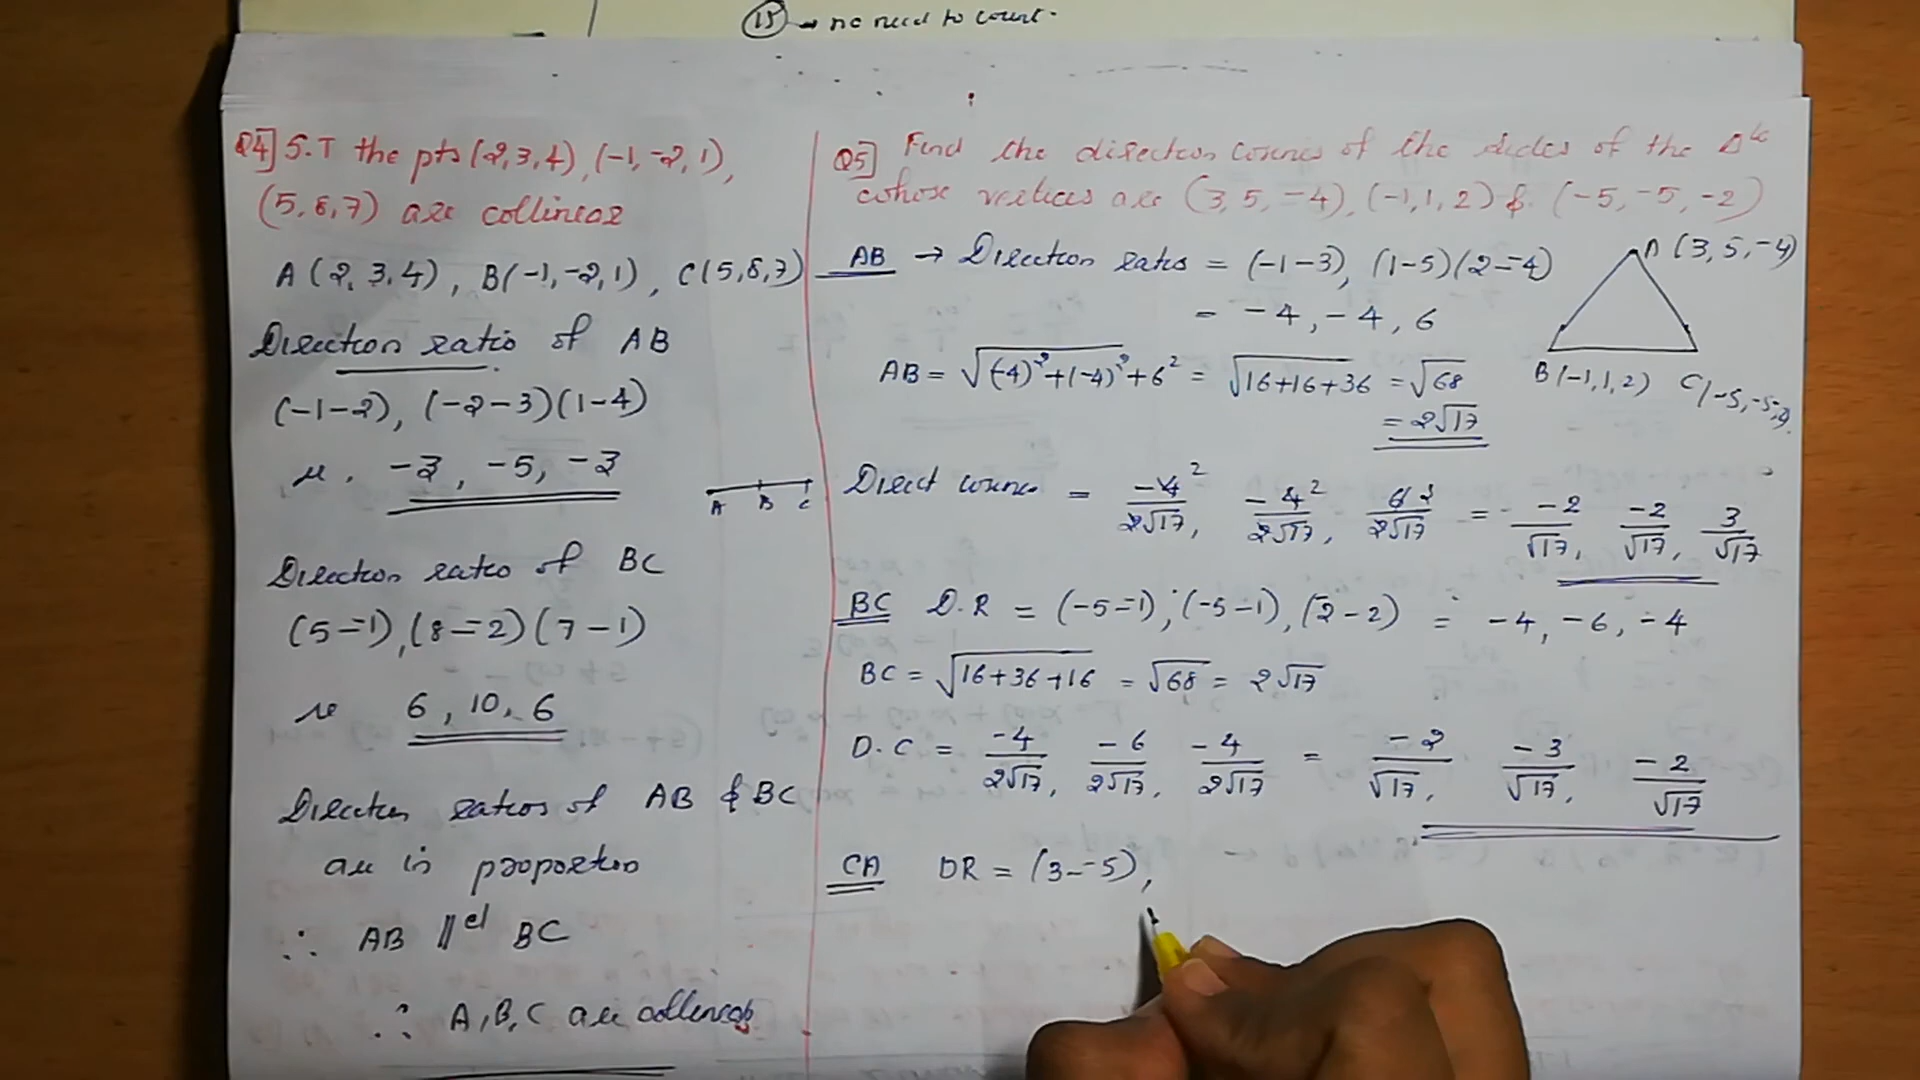 15 → no need to count.
Q4] S.T the pts (2,3,4), (-1,-2,1),
(5,8,7) are collinear
A (2,3,4), B(-1,-2,1), C(5,8,7)
Direction ratio of AB
(-1-2), (-2-3)(1-4)
ie. -3, -5, -3
A B C
Direction ratio of BC
(5--1), (8--2)(7-1)
ie 6, 10, 6
Direction ratios of AB & BC
are in proportion
∴ AB ||el BC
∴ A,B,C are collinear
Q5] Find the direction cosines of the sides of the Δle
whose vertices are (3,5,-4), (-1,1,2) & (-5,-5,-2)
AB → Direction ratios = (-1-3), (1-5)(2--4)
= -4, -4, 6
A (3,5,-4)
B(-1,1,2) C(-5,-5,-2)
AB = √(-4)²+(-4)²+6² = √16+16+36 = √68
= 2√17
Direct cosines = -4/2√17, -4/2√17, 6/2√17 = -2/√17, -2/√17, 3/√17
BC D.R = (-5--1), (-5-1), (-2-2) = -4, -6, -4
BC = √16+36+16 = √68 = 2√17
D.C = -4/2√17, -6/2√17, -4/2√17 = -2/√17, -3/√17, -2/√17
CA DR = (3--5),